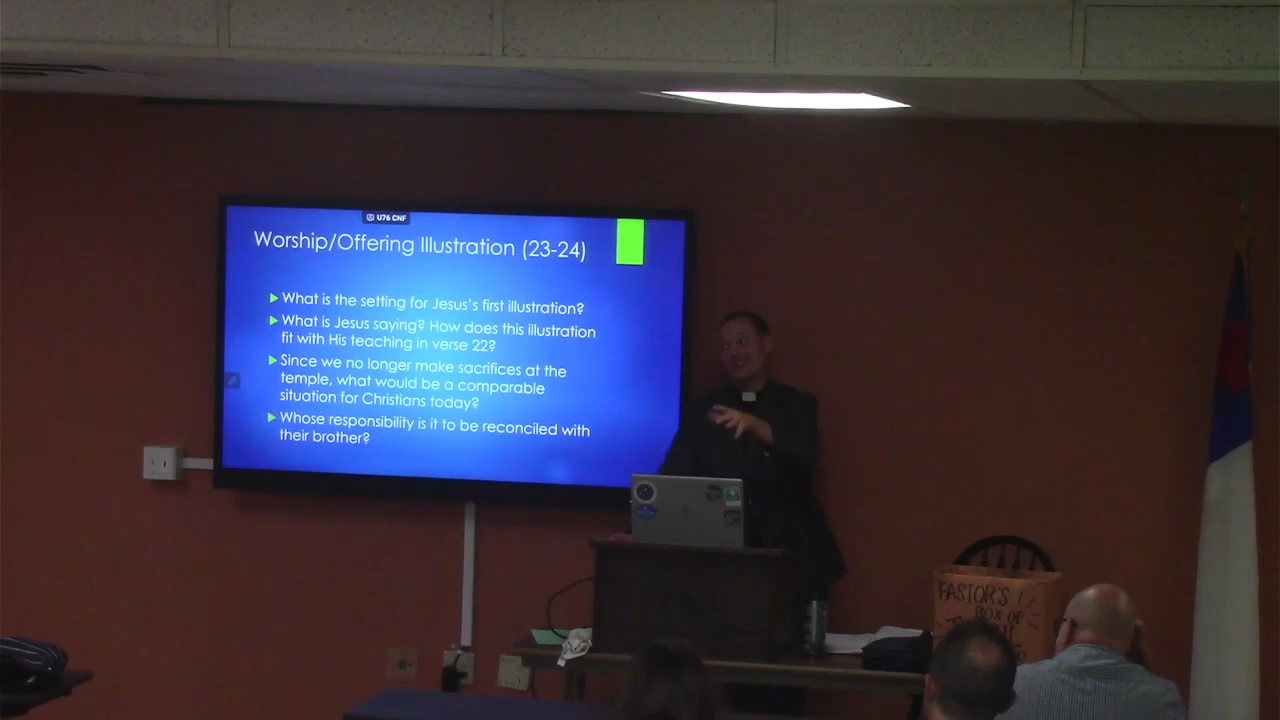 U76 CNF
Worship/Offering Illustration (23-24)
What is the setting for Jesus's first illustration?
What is Jesus saying? How does this illustration
fit with His teaching in verse 22?
Since we no longer make sacrifices at the
temple, what would be a comparable
situation for Christians today?
Whose responsibility is it to be reconciled with
their brother?
PASTOR'S
BOX OF